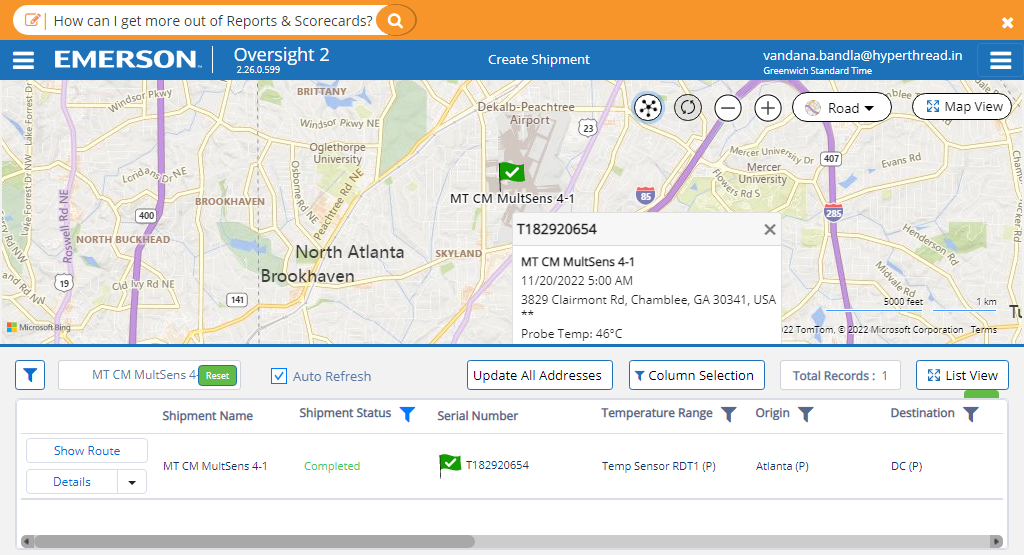 How can I get more out of Reports & Scorecards?
EMERSON
Oversight 2
2.26.0.599
Create Shipment
vandana.bandla@hyperthread.in
Greenwich Standard Time
BRITTANY
Dekalb-Peachtree
Airport
Road
Map View
Windsor Pkwy
Windsor Pkwy NE
23
Oglethorpe
University
Mercer University Dr
Mercer
University
407
Evans Rd
Lake Forrest Dr NW
Lake Forrest Dr
Loridans Dr NE
Osborne Rd NE
Peachtree Rd NE
Flowers Rd S
BROOKHAVEN
MT CM MultSens 4-1
85
285
400
Roswell Rd NE
NORTH BUCKHEAD
North Atlanta
Brookhaven
SKYLAND
Henderson Rd
Midvale Rd
19
Old Ivy Rd NE
141
T182920654
MT CM MultSens 4-1
11/20/2022 5:00 AM
3829 Clairmont Rd, Chamblee, GA 30341, USA
**
Probe Temp: 46°C
5000 feet
1 km
Microsoft Bing
22 TomTom, © 2022 Microsoft Corporation Terms
MT CM MultSens 4-
Reset
Auto Refresh
Update All Addresses
Column Selection
Total Records : 1
List View
Shipment Name
Shipment Status
Serial Number
Temperature Range
Origin
Destination
Show Route
Details
MT CM MultSens 4-1
Completed
T182920654
Temp Sensor RDT1 (P)
Atlanta (P)
DC (P)